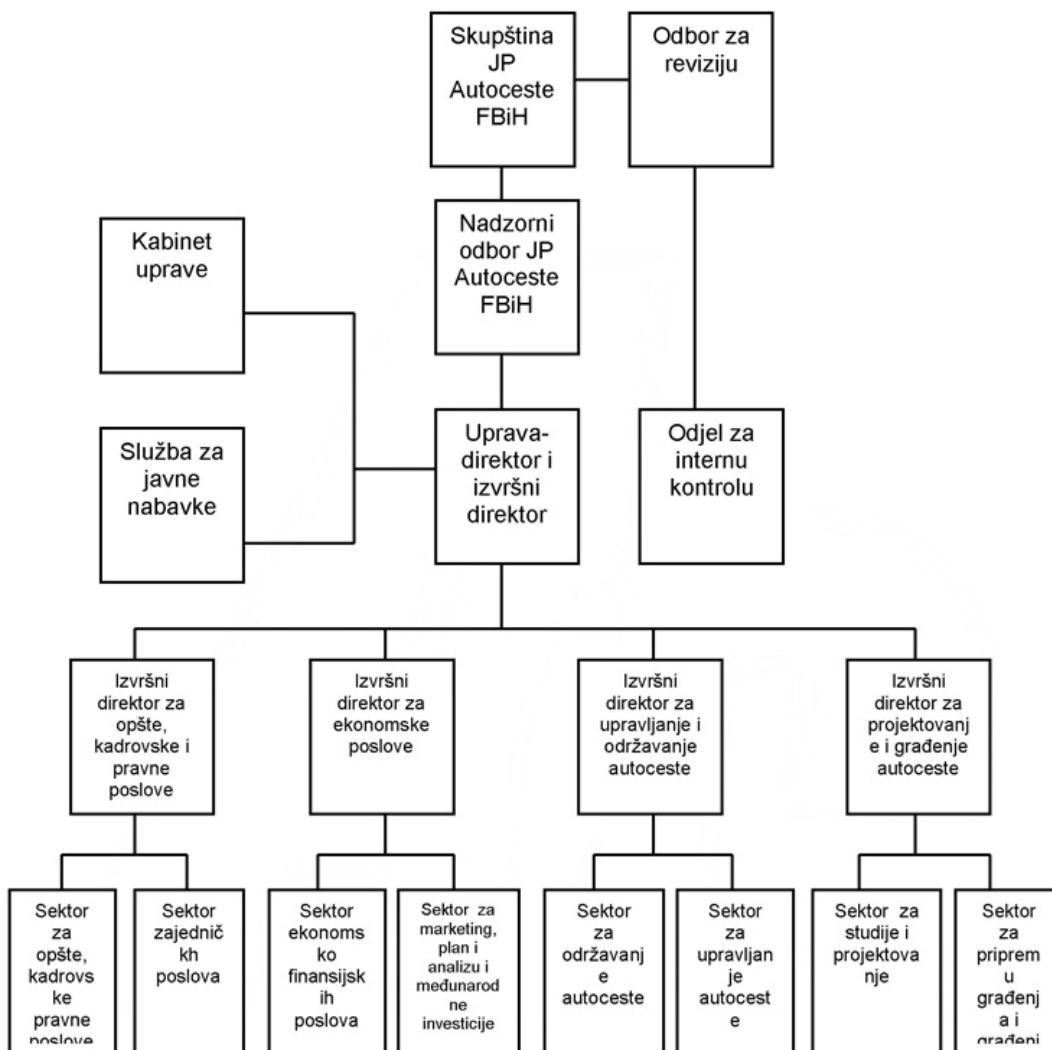 Skupština
JP
Autoceste
FBiH
Odbor za
reviziju
Kabinet
uprave
Nadzorni
odbor JP
Autoceste
FBiH
Služba za
javne
nabavke
Uprava-
direktor i
izvršni
direktor
Odjel za
internu
kontrolu
Izvršni
direktor za
opšte,
kadrovske i
pravne
poslove
Izvršni
direktor za
ekonomske
poslove
Izvršni
direktor za
upravljanje i
održavanje
autoceste
Izvršni
direktor za
projektovanj
e i građenje
autoceste
Sektor
za
opšte,
kadrovs
ke
pravne
poslove
Sektor
zajednič
kh
poslova
Sektor
ekonoms
ko
finansijsk
ih
poslova
Sektor za
marketing,
plan i
analizu i
međunarod
ne
investicije
Sektor
za
održavanj
e
autoceste
Sektor
za
upravljan
je
autocest
e
Sektor za
studije i
projektova
nje
Sektor
za
priprem
u
građenj
a i
građenj